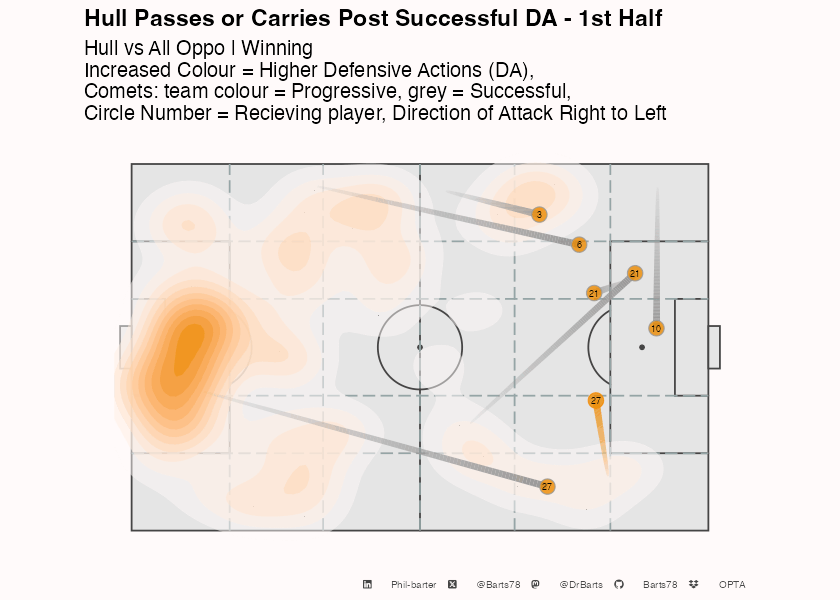 Hull Passes or Carries Post Successful DA - 1st Half
Hull vs All Oppo | Winning
Increased Colour = Higher Defensive Actions (DA),
Comets: team colour = Progressive, grey = Successful,
Circle Number = Recieving player, Direction of Attack Right to Left
3
6
21
21
10
27
27
Phil-barter @Barts78 @DrBarts Barts78 OPTA